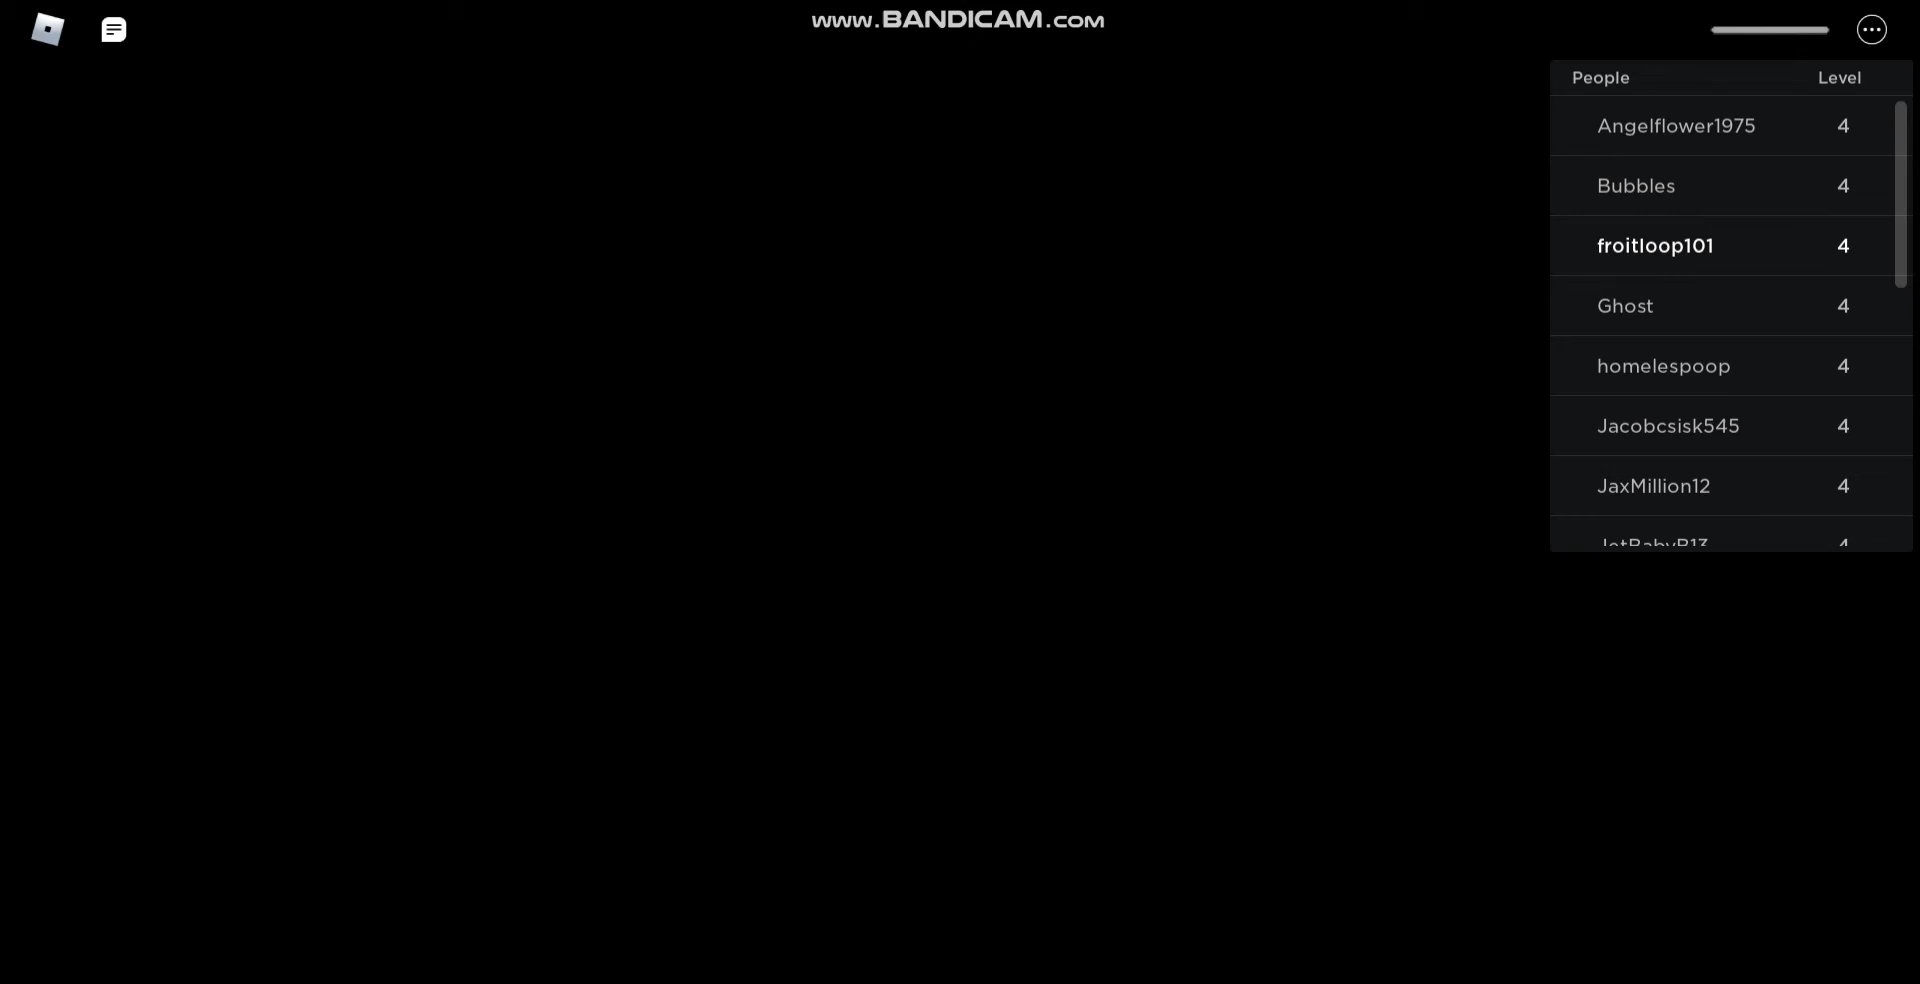 www.BANDICAM.COM
People Level
Angelflower1975 4
Bubbles 4
froitloop101 4
Ghost 4
homelespoop 4
Jacobcsisk545 4
JaxMillion12 4